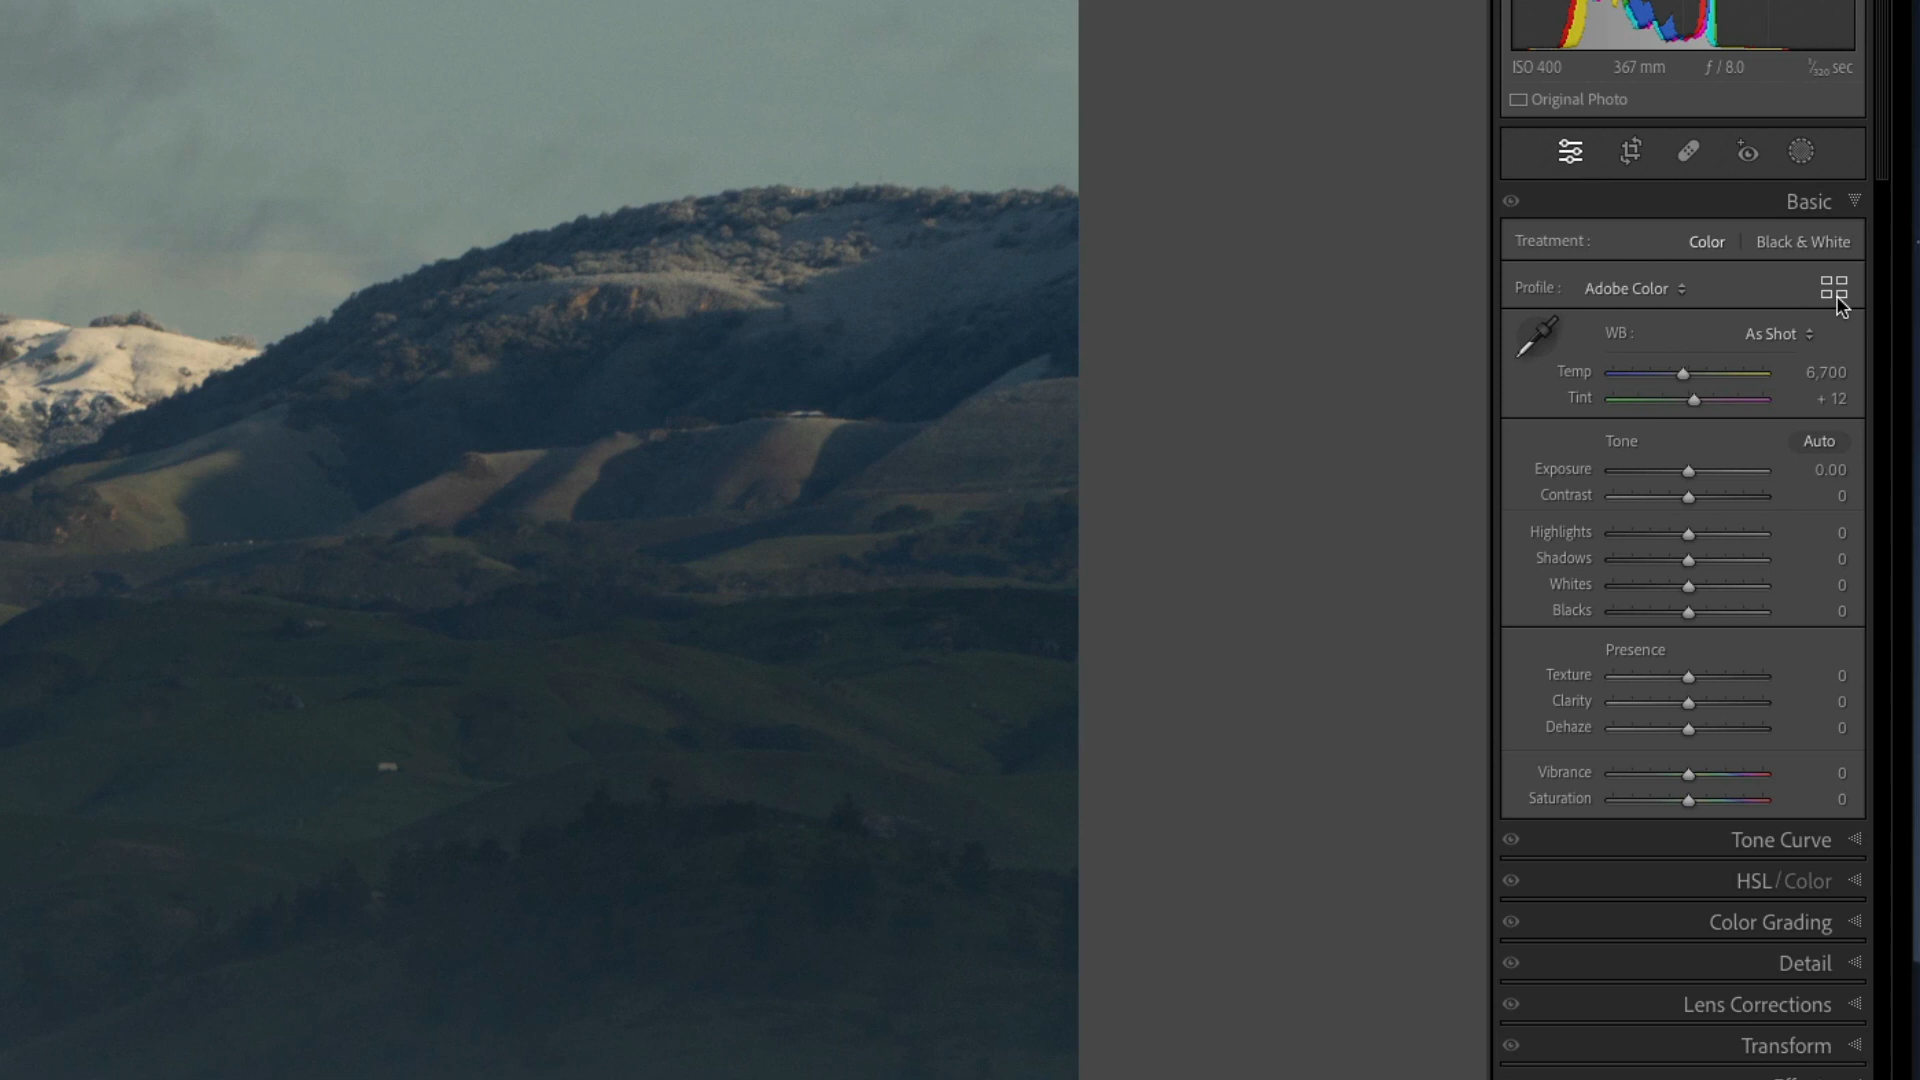 ISO 400 367 mm ƒ / 8.0 1/320 sec
Original Photo
Basic
Treatment : Color Black & White
Profile : Adobe Color
WB : As Shot
Temp 6,700
Tint + 12
Tone Auto
Exposure 0.00
Contrast 0
Highlights 0
Shadows 0
Whites 0
Blacks 0
Presence
Texture 0
Clarity 0
Dehaze 0
Vibrance 0
Saturation 0
Tone Curve
HSL / Color
Color Grading
Detail
Lens Corrections
Transform